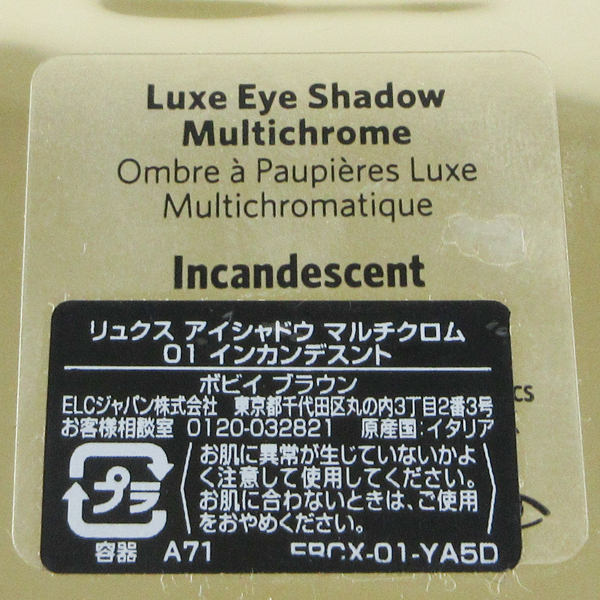 Luxe Eye Shadow
Multichrome
Ombre à Paupières Luxe
Multichromatique
Incandescent
リュクス アイシャドウ マルチクロム
01 インカンデスント
ボビイ ブラウン
ELCジャパン株式会社 東京都千代田区丸の内3丁目2番3号
お客様相談室 0120-032821 原産国:イタリア
プラ
お肌に異常が生じていないかよ
く注意して使用してください。
お肌に合わないときは、ご使用
をおやめください。
容器 A71